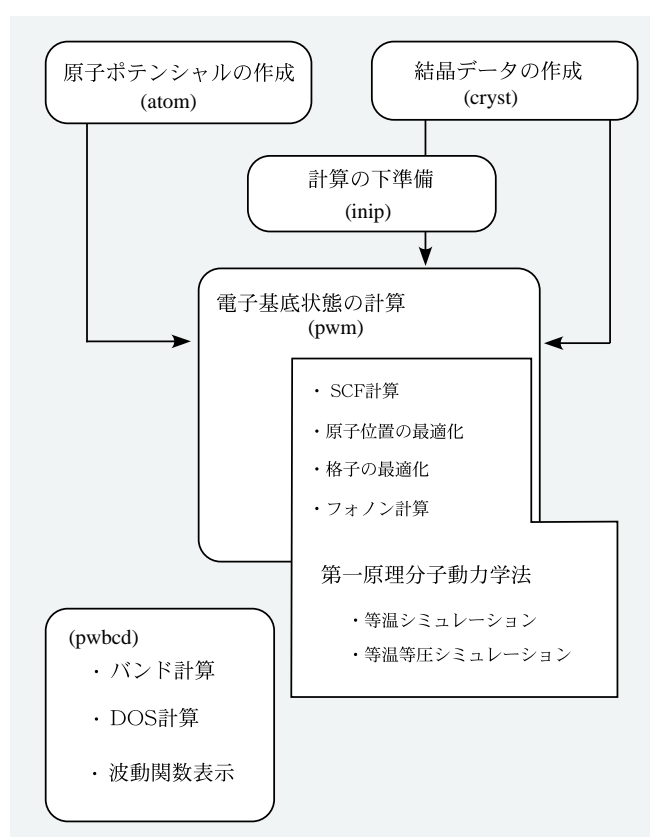 原子ポテンシャルの作成
(atom)
結晶データの作成
(cryst)
計算の下準備
(inip)
電子基底状態の計算
(pwm)
・ SCF計算
・原子位置の最適化
・格子の最適化
・フォノン計算
第一原理分子動力学法
・等温シミュレーション
・等温等圧シミュレーション
(pwbcd)
・ バンド計算
・ DOS計算
・ 波動関数表示